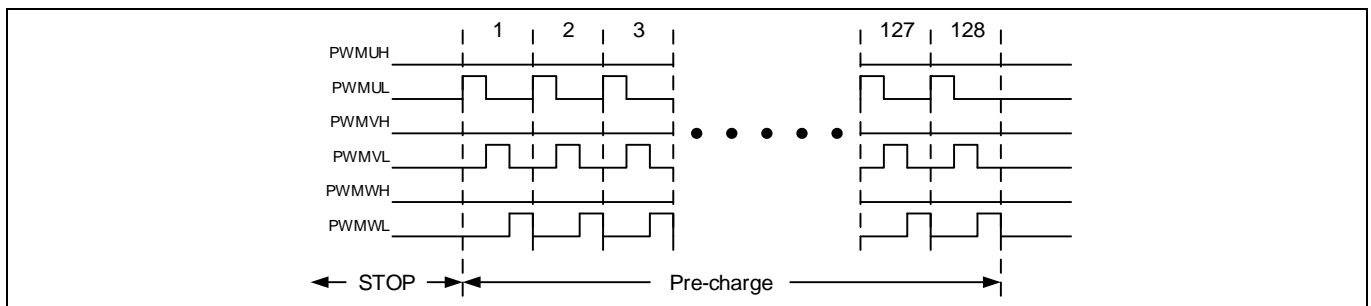 1 2 3 127 128
PWMUH
PWMUL
PWMVH
PWMVL
PWMWH
PWMWL
STOP Pre-charge